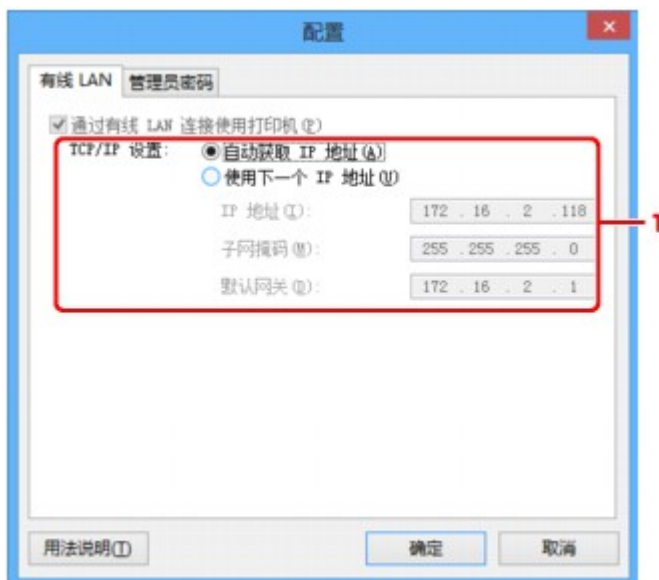 配置
有线 LAN 管理员密码
通过有线 LAN 连接使用打印机(P)
TCP/IP 设置: 自动获取 IP 地址(A)
使用下一个 IP 地址(U)
IP 地址(I): 172 . 16 . 2 .118
子网掩码(M): 255 .255 .255 . 0
默认网关(D): 172 . 16 . 2 . 1
1
用法说明(T) 确定 取消